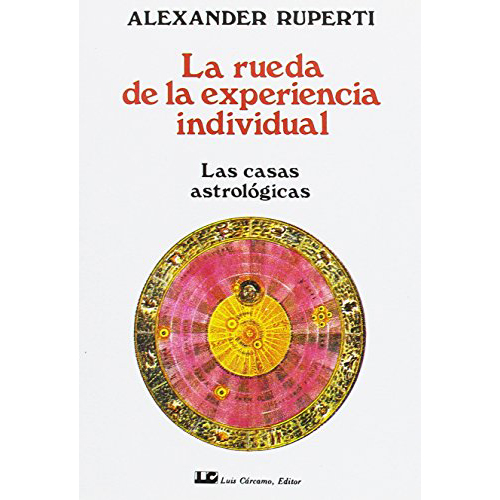 ALEXANDER RUPERTI
La rueda
de la experiencia
individual
Las casas
astrológicas
LC Luis Cárcamo, Editor